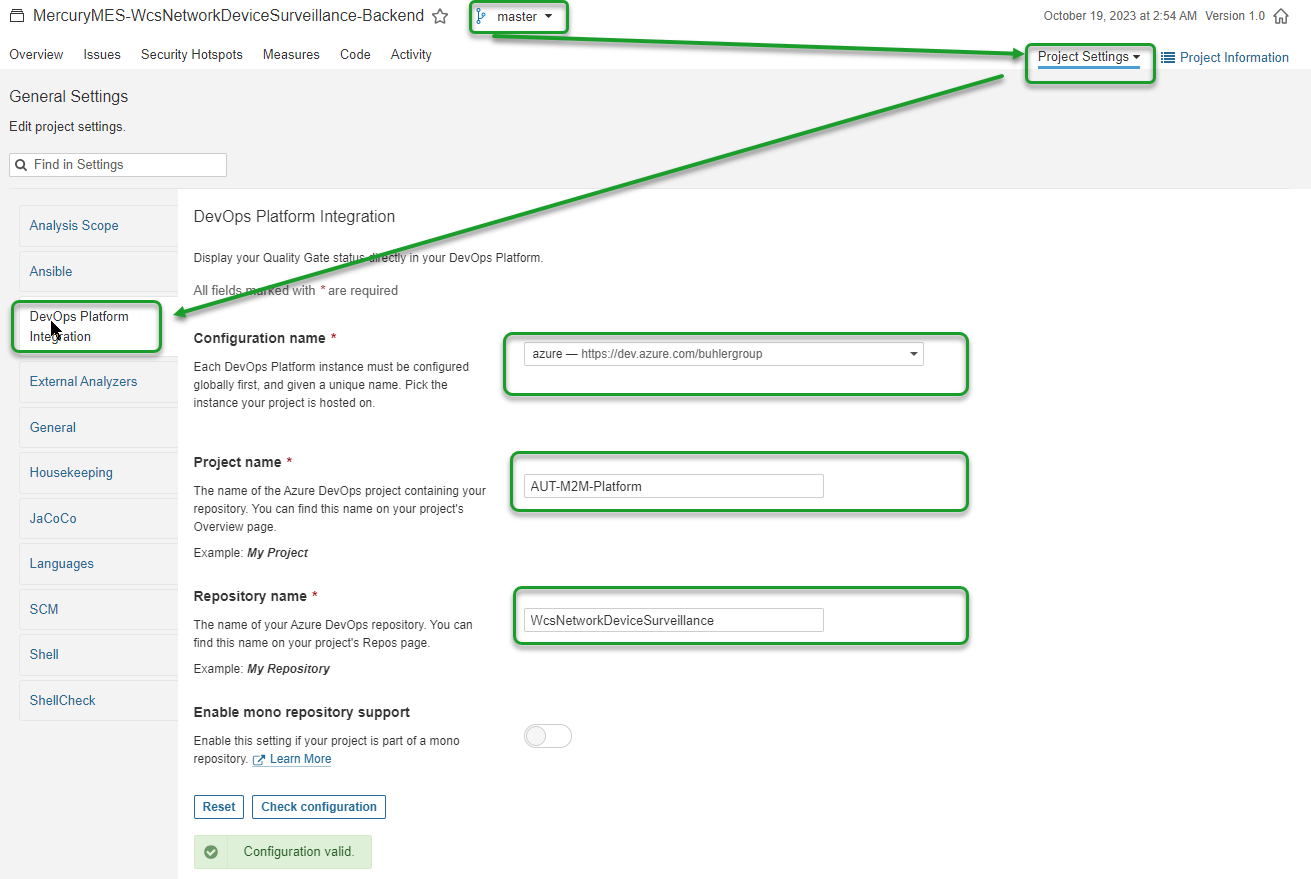 MercuryMES-WcsNetworkDeviceSurveillance-Backend master October 19, 2023 at 2:54 AM Version 1.0
Overview Issues Security Hotspots Measures Code Activity Project Settings Project Information
General Settings
Edit project settings.
Find in Settings
Analysis Scope
Ansible
DevOps Platform
Integration
External Analyzers
General
Housekeeping
JaCoCo
Languages
SCM
Shell
ShellCheck
DevOps Platform Integration
Display your Quality Gate status directly in your DevOps Platform.
All fields marked with * are required
Configuration name *
Each DevOps Platform instance must be configured
globally first, and given a unique name. Pick the
instance your project is hosted on.
azure — https://dev.azure.com/buhlergroup
Project name *
The name of the Azure DevOps project containing your
repository. You can find this name on your project's
Overview page.
Example: My Project
AUT-M2M-Platform
Repository name *
The name of your Azure DevOps repository. You can
find this name on your project's Repos page.
Example: My Repository
WcsNetworkDeviceSurveillance
Enable mono repository support
Enable this setting if your project is part of a mono
repository. Learn More
Reset Check configuration
Configuration valid.